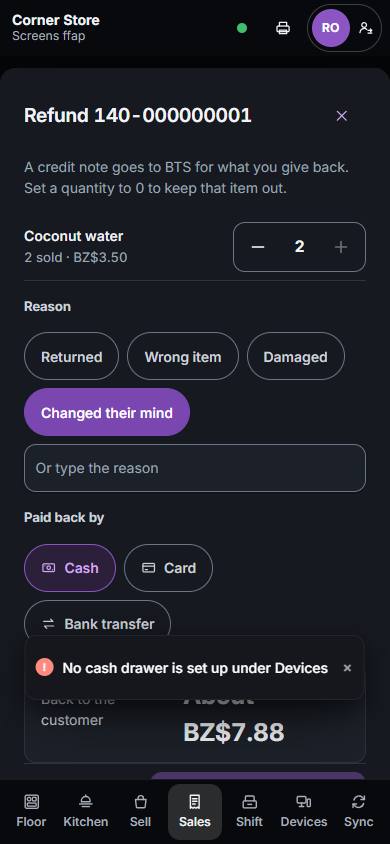 Corner Store
Screens ffap
RO
Refund 140-000000001
A credit note goes to BTS for what you give back.
Set a quantity to 0 to keep that item out.
Coconut water
2 sold · BZ$3.50
2
Reason
Returned
Wrong item
Damaged
Changed their mind
Or type the reason
Paid back by
Cash
Card
Bank transfer
No cash drawer is set up under Devices
Back to the
customer
About
BZ$7.88
Floor
Kitchen
Sell
Sales
Shift
Devices
Sync